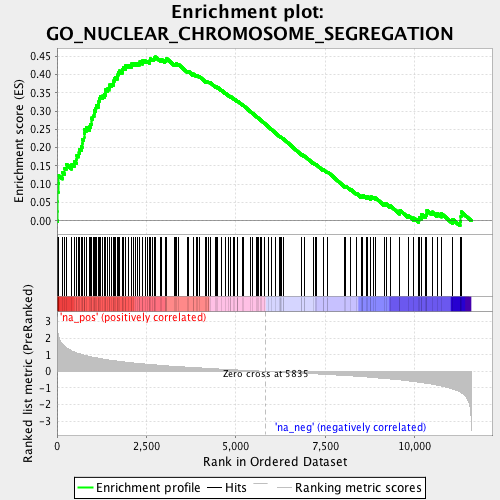 Enrichment plot:
GO_NUCLEAR_CHROMOSOME_SEGREGATION
Enrichment score (ES)
0.45
0.40
0.35
0.30
0.25
0.20
0.15
0.10
0.05
0.00
Ranked list metric (PreRanked)
3
2
1
0
-1
-2
-3
'na_pos' (positively correlated)
Zero cross at 5835
'na_neg' (negatively correlated)
0
2,500
5,000
7,500
10,000
Rank in Ordered Dataset
Enrichment profile
Hits
Ranking metric scores